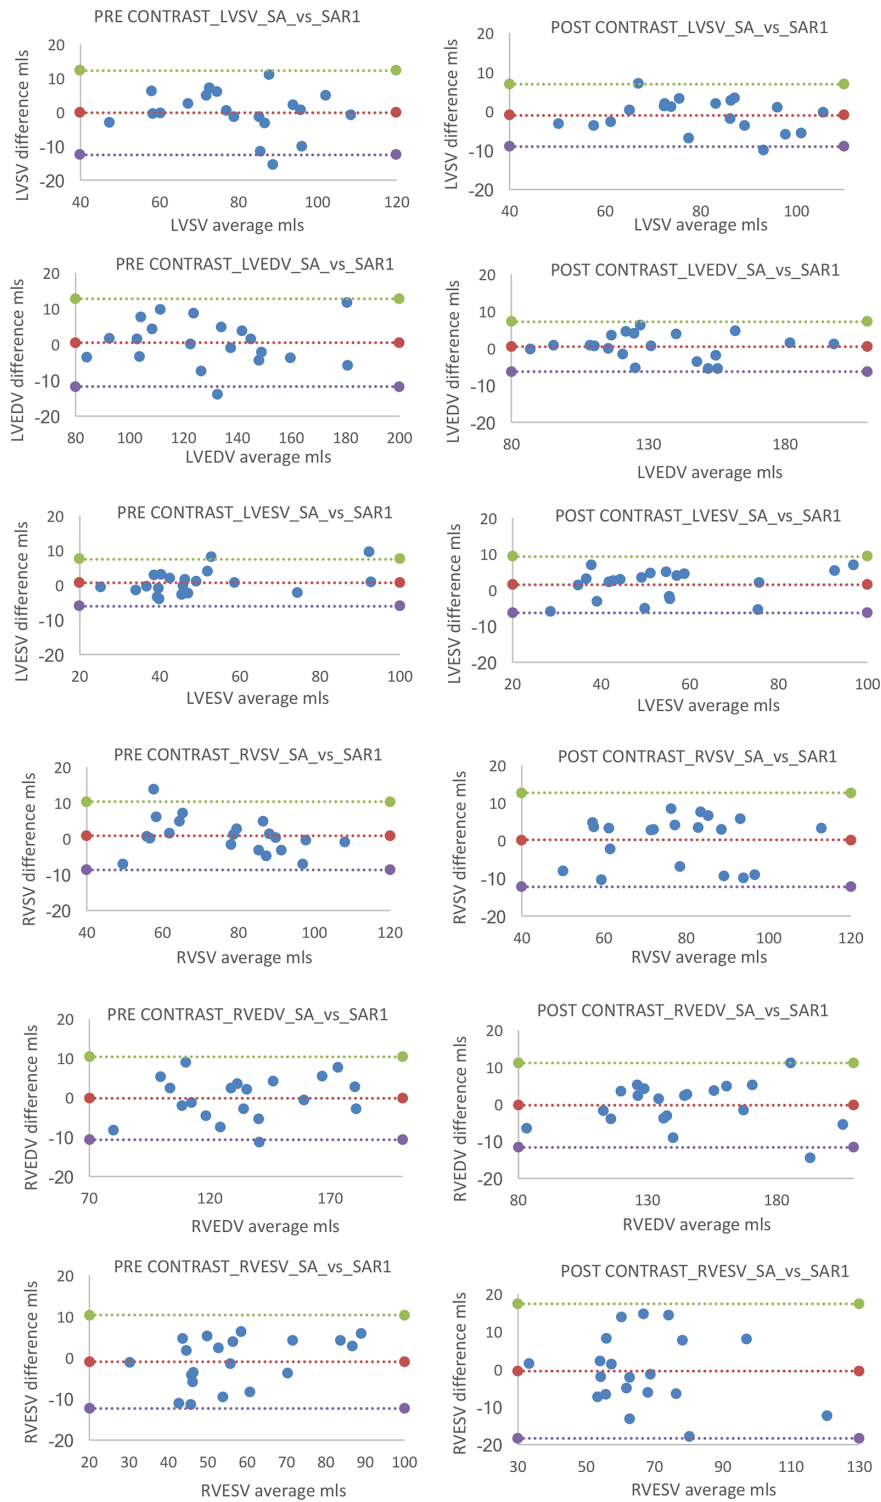 PRE CONTRAST_LVSV_SA_vs_SAR1
LVSV difference mls
20
10
0
-10
-20
40 60 80 100 120
LVSV average mls
POST CONTRAST_LVSV_SA_vs_SAR1
LVSV difference mls
20
10
0
-10
-20
40 60 80 100
LVSV average mls
PRE CONTRAST_LVEDV_SA_vs_SAR1
LVEDV difference mls
20
10
0
-10
-20
80 100 120 140 160 180 200
LVEDV average mls
POST CONTRAST_LVEDV_SA_vs_SAR1
LVEDV difference mls
20
10
0
-10
-20
80 130 180
LVEDV average mls
PRE CONTRAST_LVESV_SA_vs_SAR1
LVESV difference mls
20
10
0
-10
-20
20 40 60 80 100
LVESV average mls
POST CONTRAST_LVESV_SA_vs_SAR1
LVESV difference mls
20
10
0
-10
-20
20 40 60 80 100
LVESV average mls
PRE CONTRAST_RVSV_SA_vs_SAR1
RVSV difference mls
20
10
0
-10
-20
40 60 80 100 120
RVSV average mls
POST CONTRAST_RVSV_SA_vs_SAR1
RVSV difference mls
20
10
0
-10
-20
40 60 80 100 120
RVSV average mls
PRE CONTRAST_RVEDV_SA_vs_SAR1
RVEDV difference mls
20
10
0
-10
-20
70 120 170
RVEDV average mls
POST CONTRAST_RVEDV_SA_vs_SAR1
RVEDV difference mls
20
10
0
-10
-20
80 130 180
RVEDV average mls
PRE CONTRAST_RVESV_SA_vs_SAR1
RVESV difference mls
20
10
0
-10
-20
20 30 40 50 60 70 80 90 100
RVESV average mls
POST CONTRAST_RVESV_SA_vs_SAR1
RVESV difference mls
20
10
0
-10
-20
30 50 70 90 110 130
RVESV average mls